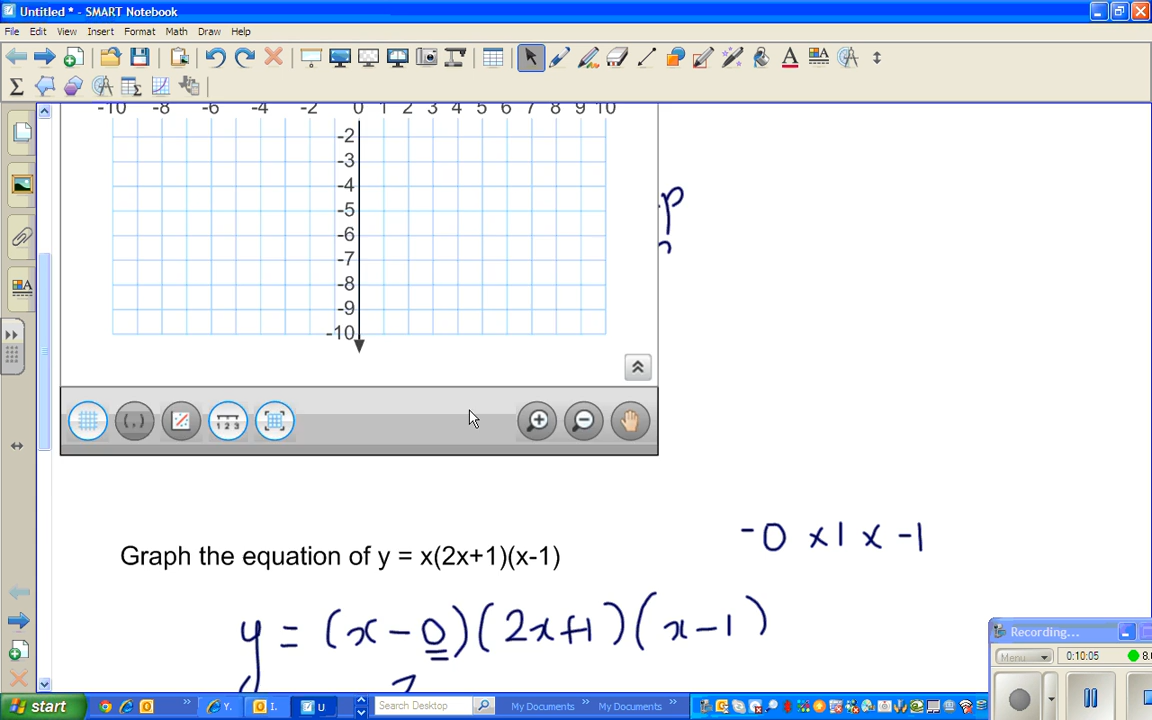 Untitled * - SMART Notebook
File Edit View Insert Format Math Draw Help
-10 -8 -6 -4 -2 0 1 2 3 4 5 6 7 8 9 10
-2
-3
-4
-5
-6
-7
-8
-9
-10
p
-0 x1 x -1
Graph the equation of y = x(2x+1)(x-1)
y = (x-0)(2x+1)(x-1)
Recording...
Menu 0:10:05 8.
start Y. I. U Search Desktop My Documents » My Documents »